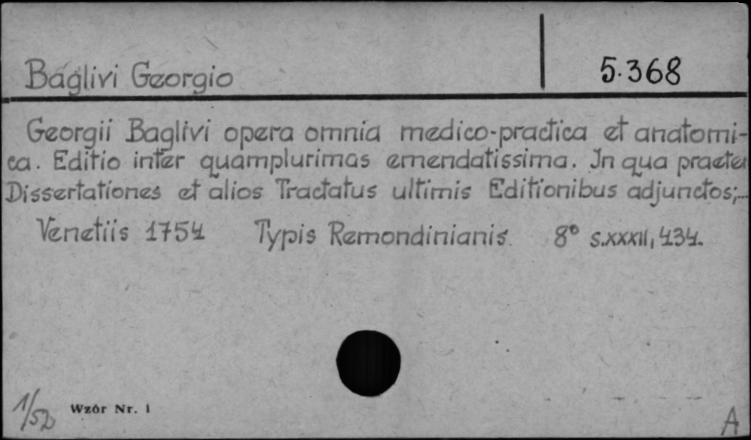 Baglivi Georgio
5.368
Georgii Baglivi opera omnia medico-practica et anatomi-
ca. Editio inter quamplurimas emendatissima. In qua praeter
Dissertationes et alios Tractatus ultimis Editionibus adjunctos;...
Venetiis 1754 Typis Remondinianis. 8° s.XXXII, 434.
1/52 Wzór Nr. 1
A